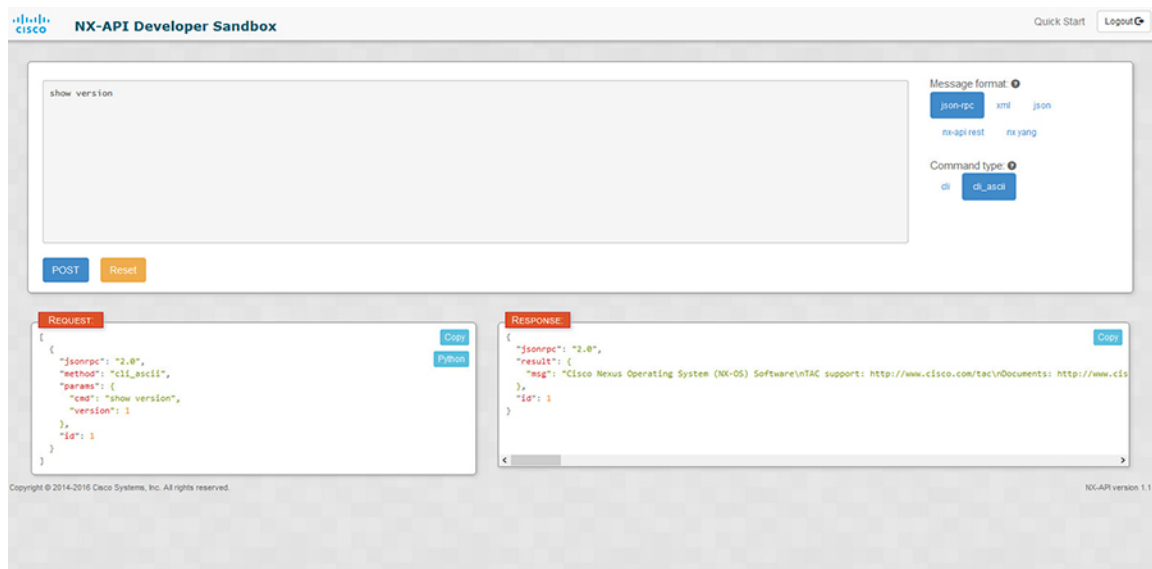 CISCO NX-API Developer Sandbox Quick Start Logout
show version
Message format:
json-rpc xml json
nx-api rest nx yang
Command type:
cli cli_ascii
POST Reset
REQUEST:
Copy
Python
[
{
"jsonrpc": "2.0",
"method": "cli_ascii",
"params": {
"cmd": "show version",
"version": 1
},
"id": 1
}
]
RESPONSE:
Copy
{
"jsonrpc": "2.0",
"result": {
"msg": "Cisco Nexus Operating System (NX-OS) Software\nTAC support: http://www.cisco.com/tac\nDocuments: http://www.cis
},
"id": 1
}
Copyright © 2014-2016 Cisco Systems, Inc. All rights reserved. NX-API version 1.1